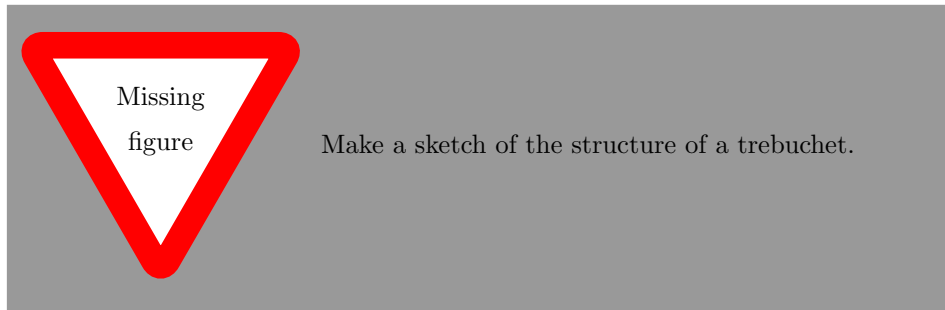 Missing
figure
Make a sketch of the structure of a trebuchet.